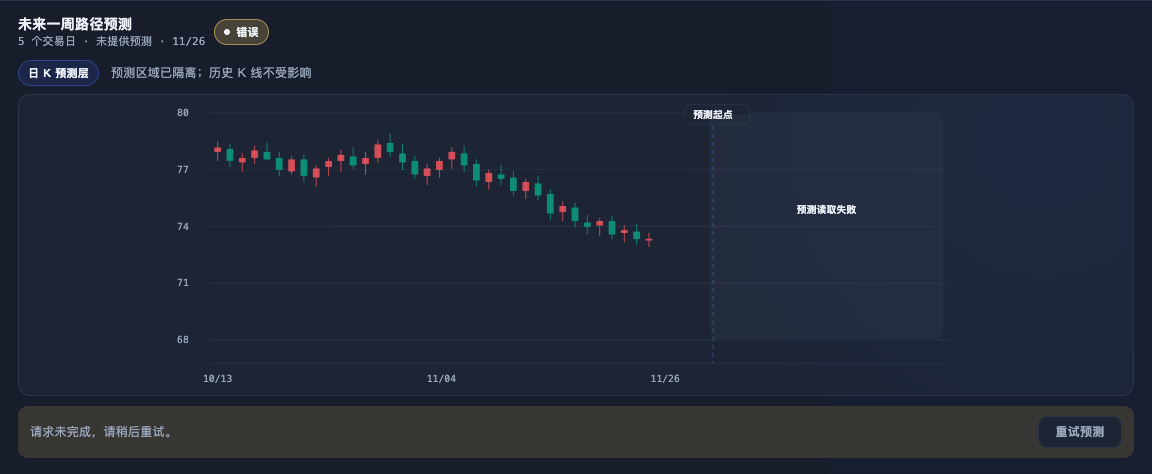 未来一周路径预测
5 个交易日 · 未提供预测 · 11/26
错误
日 K 预测层
预测区域已隔离；历史 K 线不受影响
80
预测起点
77
预测读取失败
74
71
68
10/13
11/04
11/26
请求未完成，请稍后重试。
重试预测